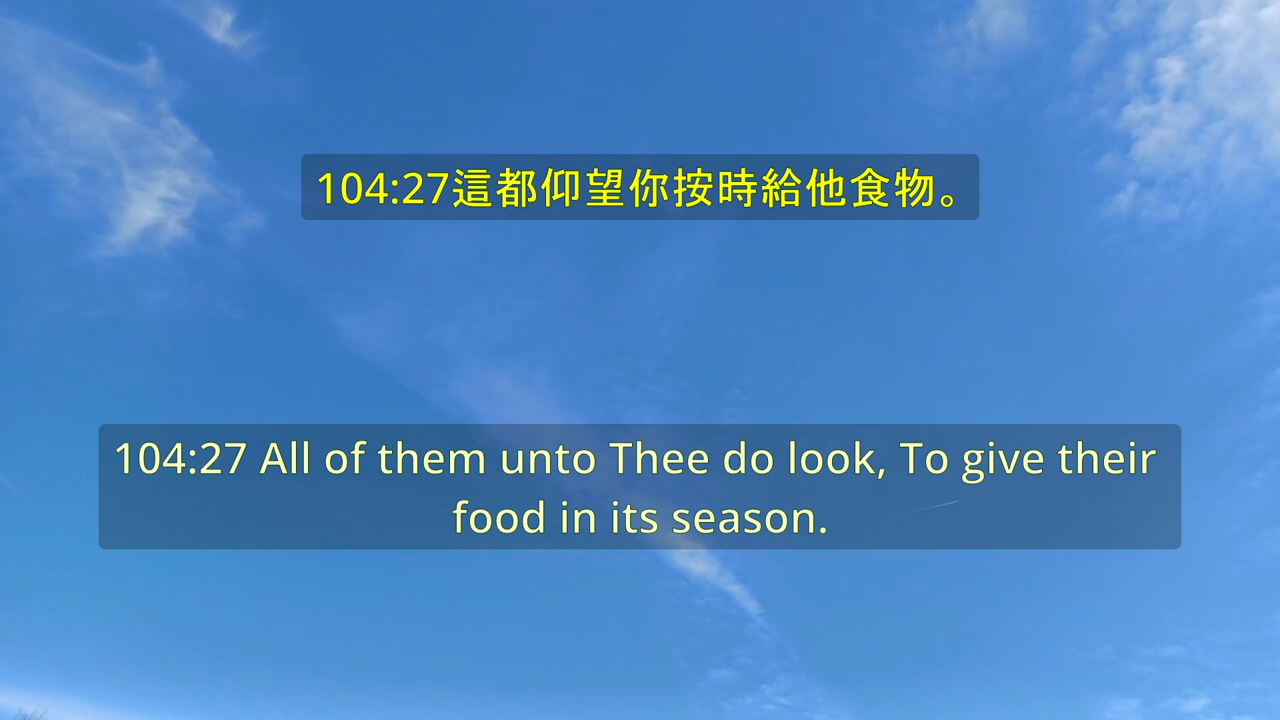 104:27這都仰望你按時給他食物。
104:27 All of them unto Thee do look, To give their
food in its season.